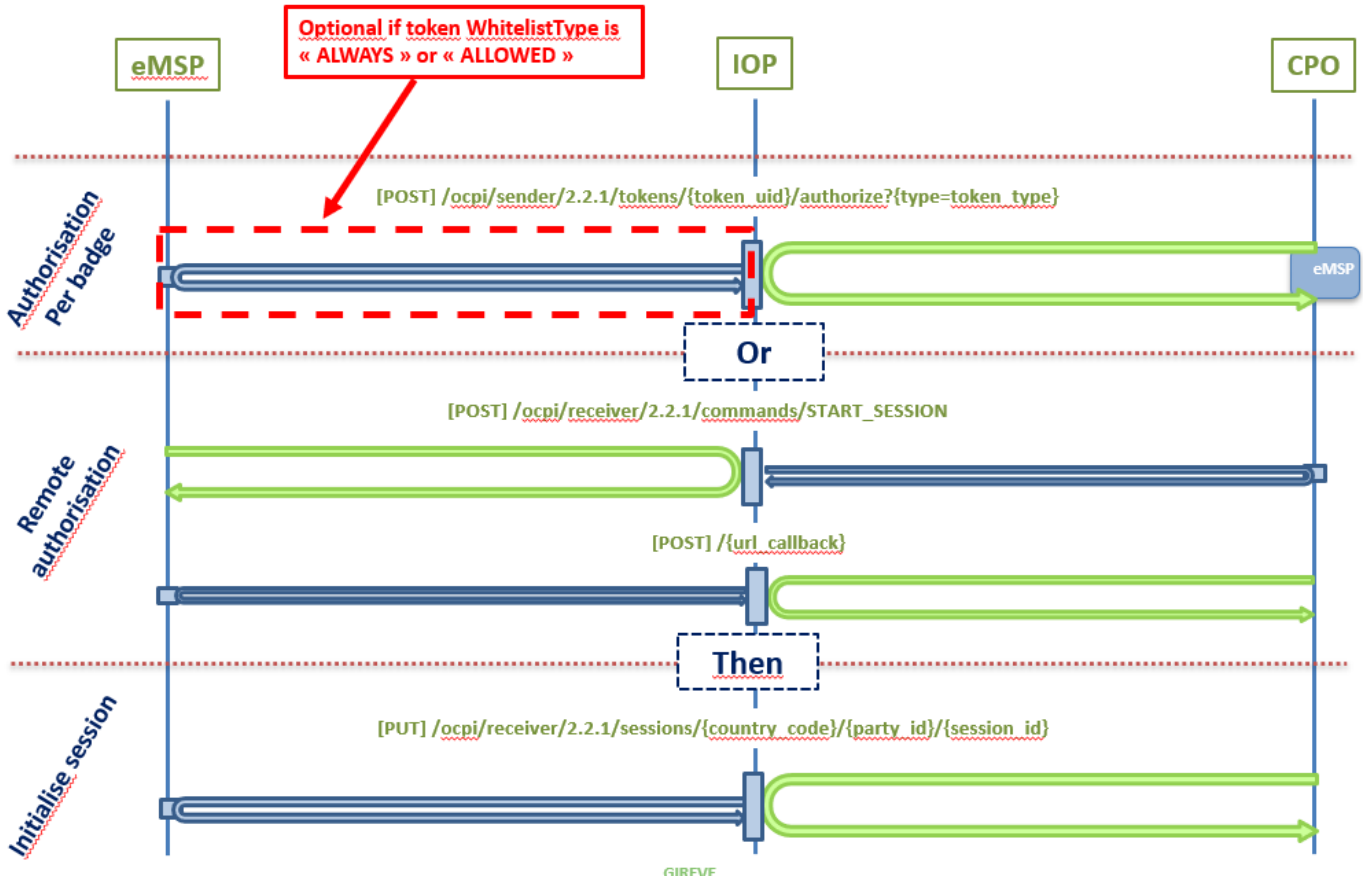 Optional if token WhitelistType is
« ALWAYS » or « ALLOWED »
eMSP
IOP
CPO
Authorisation
Per badge
[POST] /ocpi/sender/2.2.1/tokens/{token_uid}/authorize?{type=token_type}
eMSP
Or
Remote
authorisation
[POST] /ocpi/receiver/2.2.1/commands/START_SESSION
[POST] /{url_callback}
Then
Initialise session
[PUT] /ocpi/receiver/2.2.1/sessions/{country_code}/{party_id}/{session_id}
GIREVE